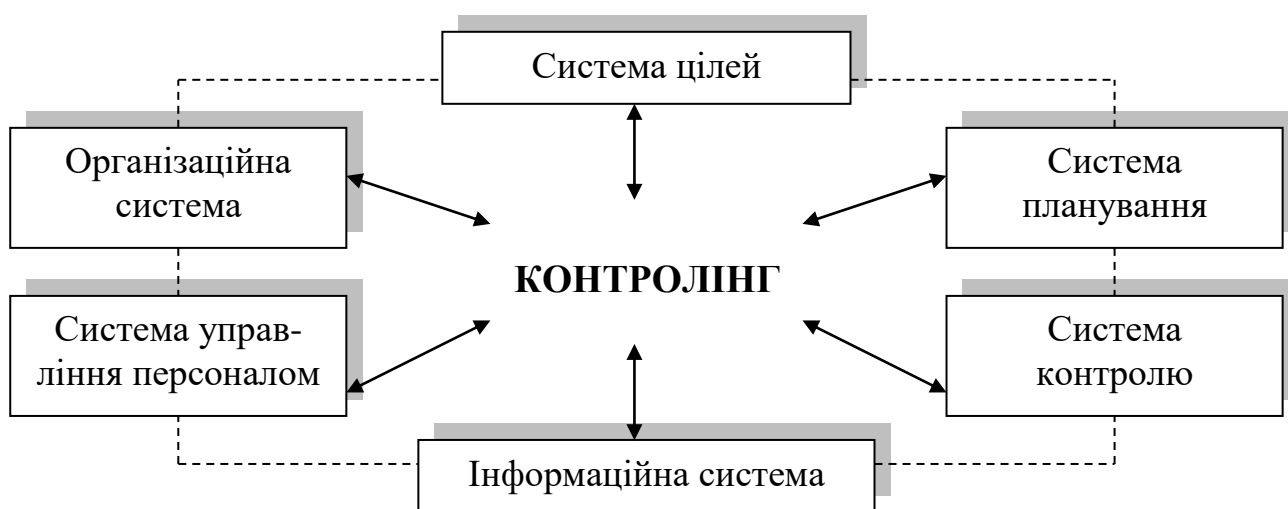 Система цілей
Організаційна
система
Система
планування
КОНТРОЛІНГ
Система управ-
ління персоналом
Система
контролю
Інформаційна система